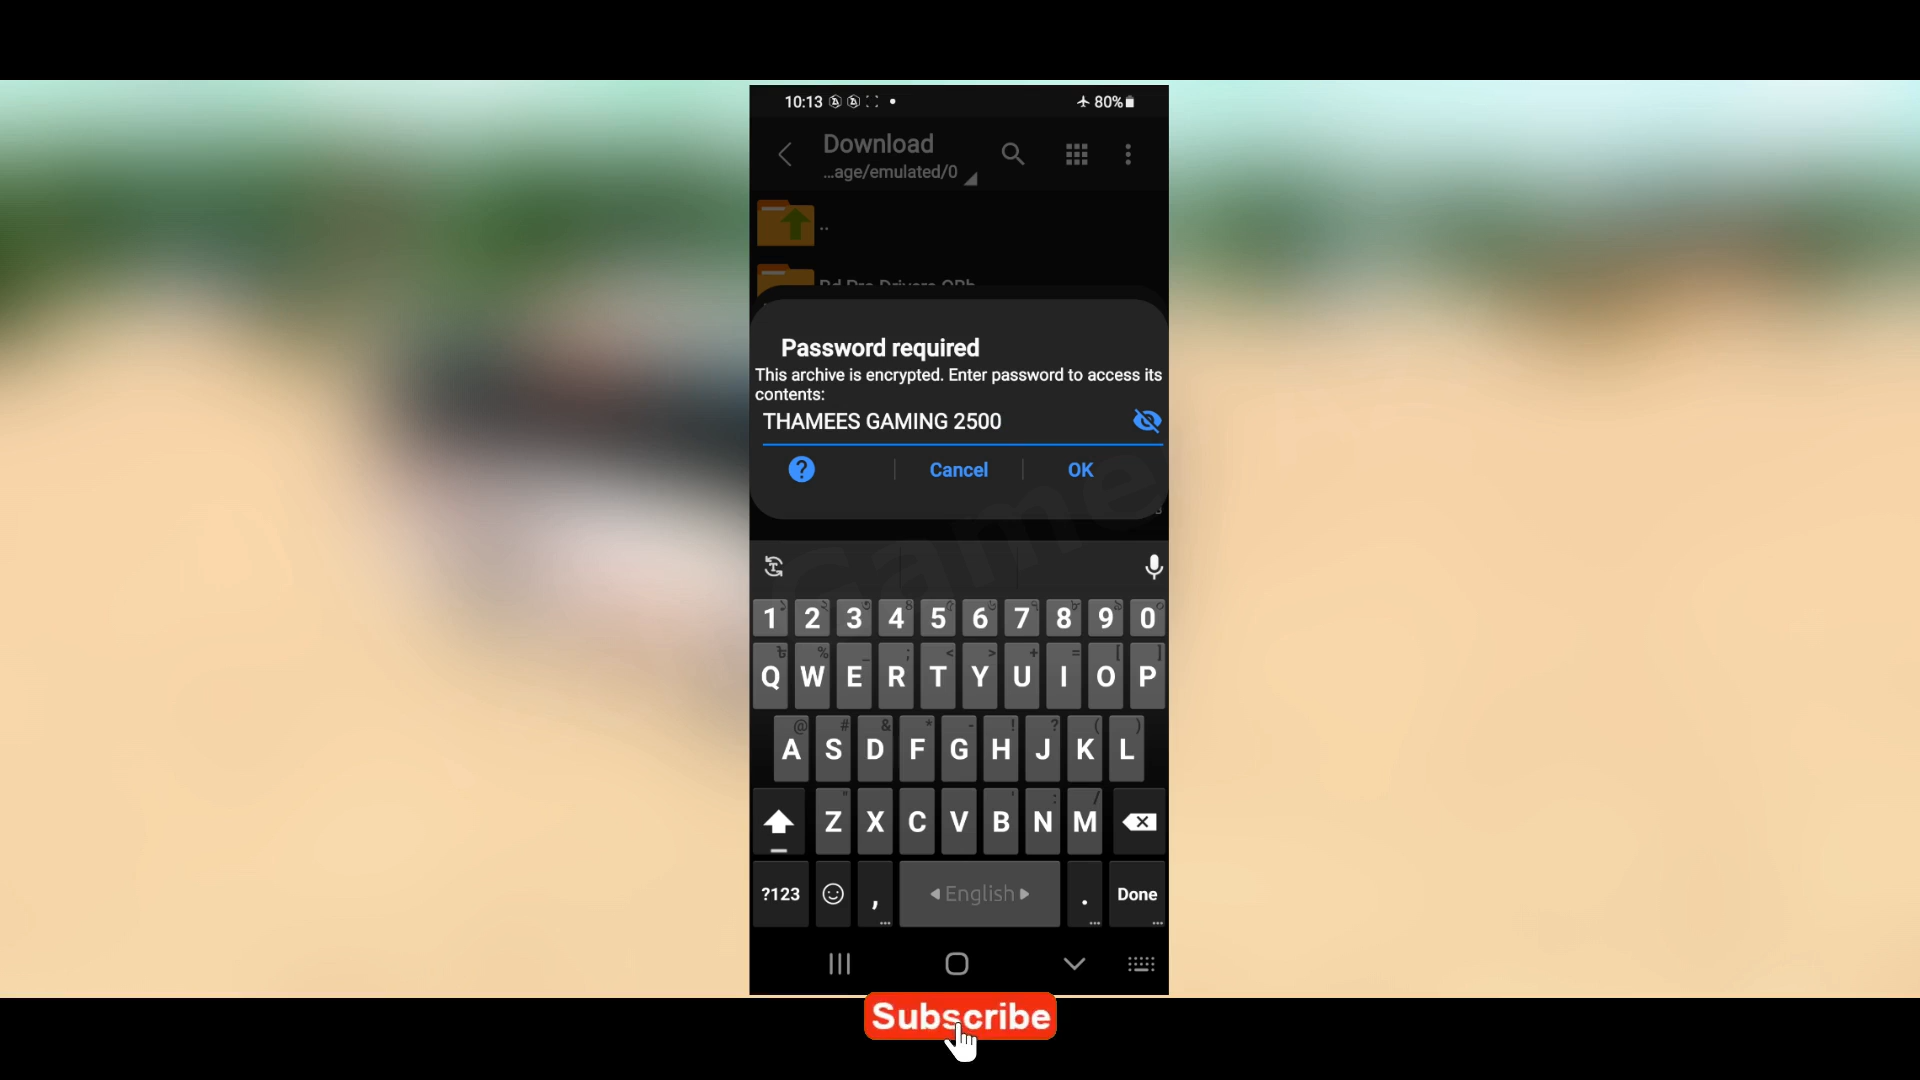 10:13
80%
Download
...age/emulated/0
..
Password required
This archive is encrypted. Enter password to access its
contents:
THAMEES GAMING 2500
? Cancel OK
Game
1 2 3 4 5 6 7 8 9 0
% _ ; < > + = [ ]
Q W E R T Y U I O P
@ # & * - ! ? ( )
A S D F G H J K L
" ' : /
Z X C V B N M
?123 , English . Done
Subscribe